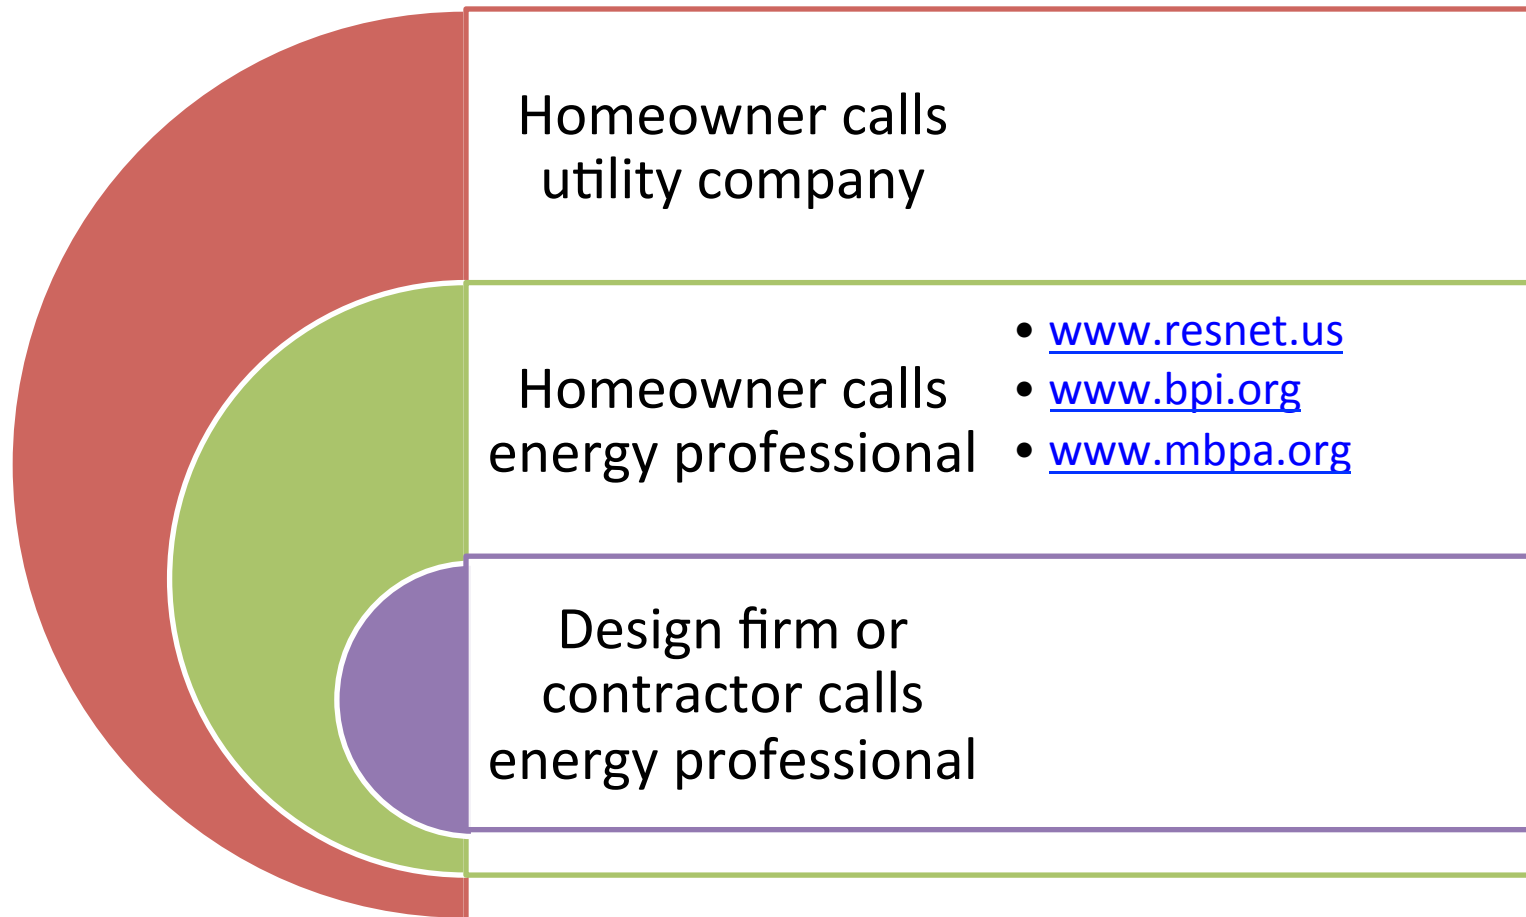 Homeowner calls
utility company
Homeowner calls
energy professional
• www.resnet.us
• www.bpi.org
• www.mbpa.org
Design firm or
contractor calls
energy professional